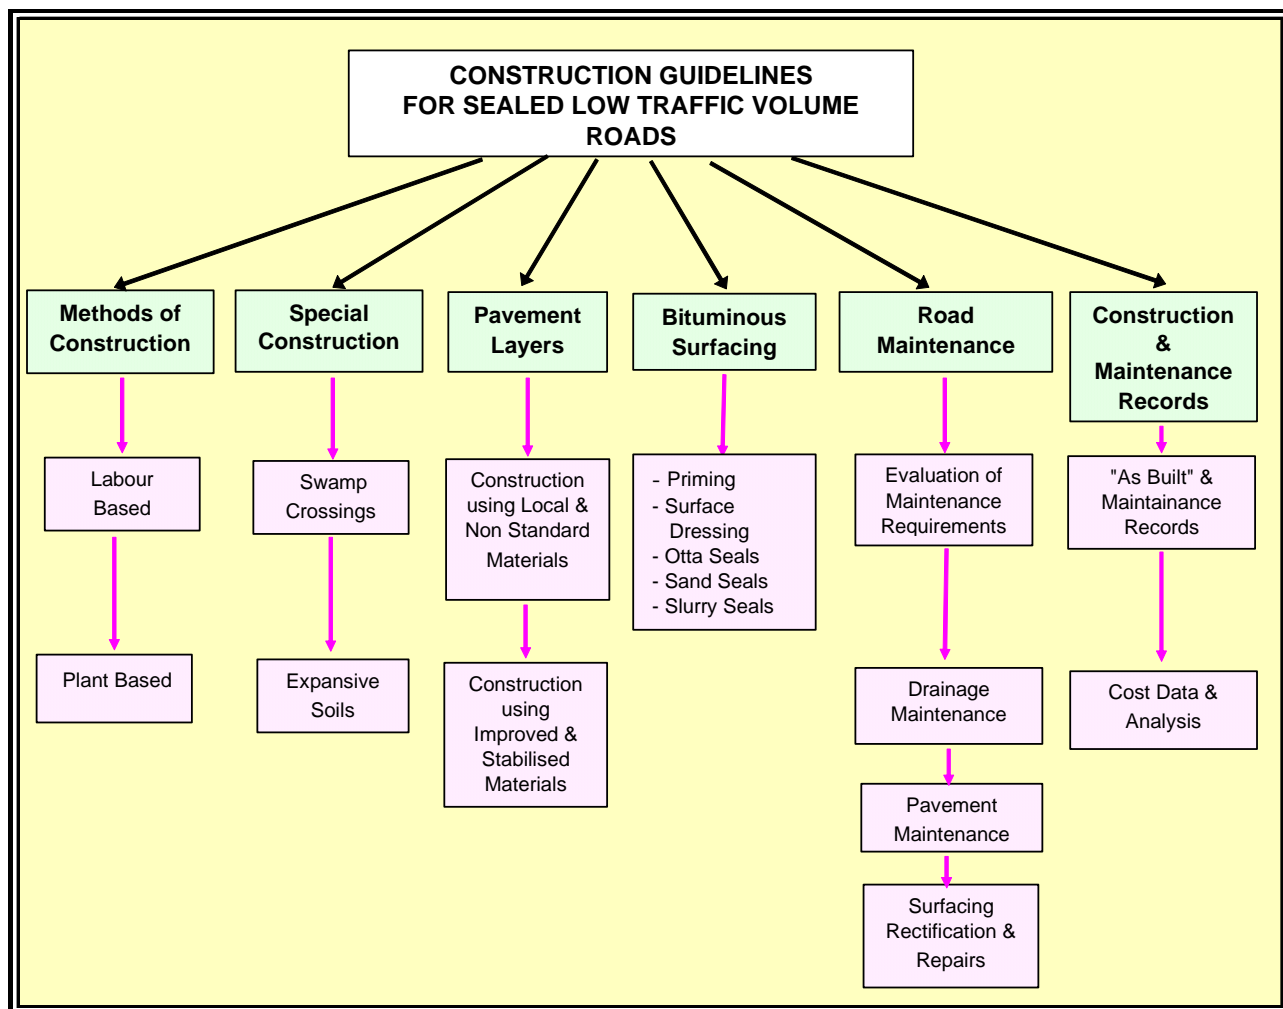 CONSTRUCTION GUIDELINES
FOR SEALED LOW TRAFFIC VOLUME
ROADS
Methods of
Construction
Special
Construction
Pavement
Layers
Bituminous
Surfacing
Road
Maintenance
Construction
&
Maintenance
Records
Labour
Based
Swamp
Crossings
Construction
using Local &
Non Standard
Materials
- Priming
- Surface
Dressing
- Otta Seals
- Sand Seals
- Slurry Seals
Evaluation of
Maintenance
Requirements
"As Built" &
Maintainance
Records
Plant Based
Expansive
Soils
Construction
using
Improved &
Stabilised
Materials
Drainage
Maintenance
Cost Data &
Analysis
Pavement
Maintenance
Surfacing
Rectification &
Repairs